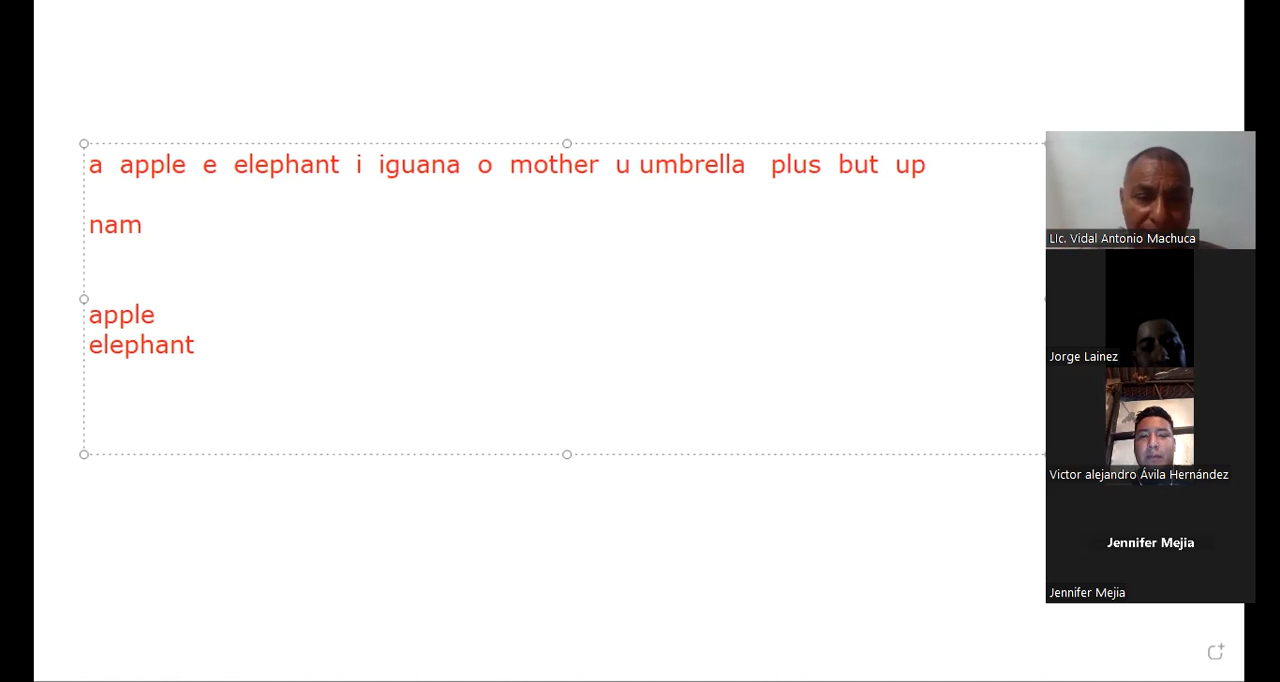 a apple e elephant i iguana o mother u umbrella plus but up
nam
apple
elephant
LIc. Vidal Antonio Machuca
Jorge Lainez
Victor alejandro Ávila Hernández
Jennifer Mejia
Jennifer Mejia